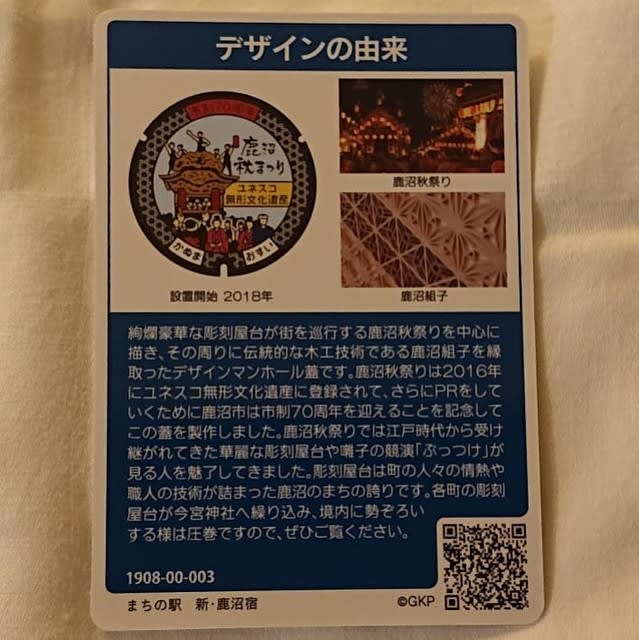 デザインの由来
市制70周年
鹿沼
秋まつり
ユネスコ
無形文化遺産
かぬま
おすい
設置開始 2018年
鹿沼秋祭り
鹿沼組子
絢爛豪華な彫刻屋台が街を巡行する鹿沼秋祭りを中心に
描き、その周りに伝統的な木工技術である鹿沼組子を縁
取ったデザインマンホール蓋です。鹿沼秋祭りは2016年
にユネスコ無形文化遺産に登録されて、さらにPRをして
いくために鹿沼市は市制70周年を迎えることを記念して
この蓋を製作しました。鹿沼秋祭りでは江戸時代から受け
継がれてきた華麗な彫刻屋台や囃子の競演｢ぶっつけ｣が
見る人を魅了してきました。彫刻屋台は町の人々の情熱や
職人の技術が詰まった鹿沼のまちの誇りです。各町の彫刻
屋台が今宮神社へ繰り込み、境内に勢ぞろい
する様は圧巻ですので、ぜひご覧ください。
1908-00-003
まちの駅 新･鹿沼宿
©GKP